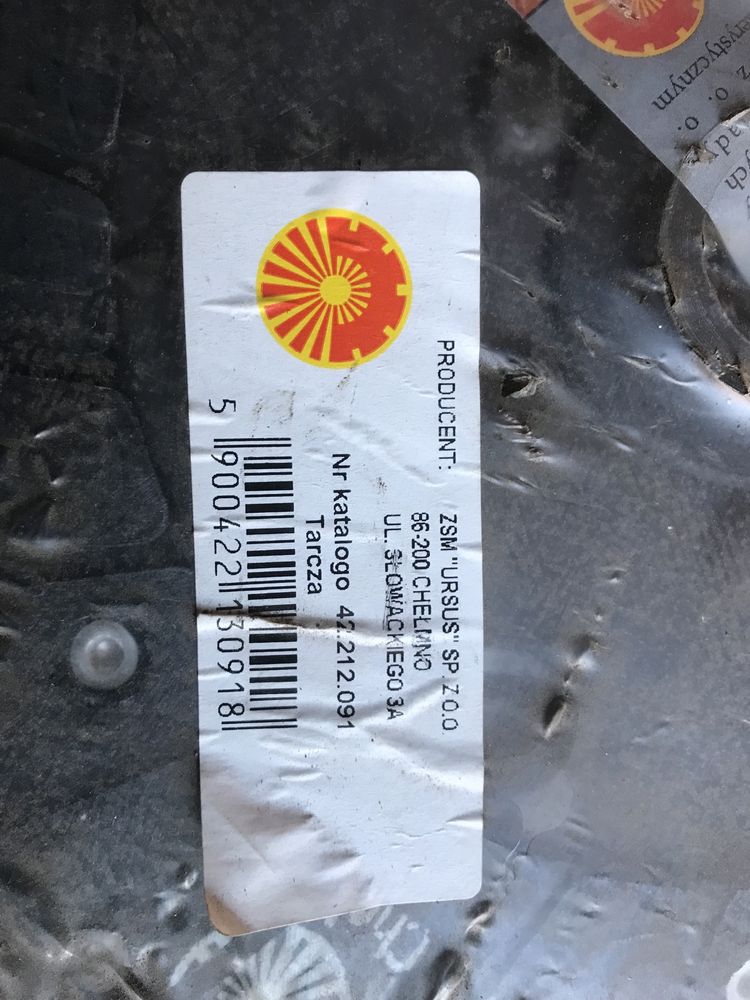 PRODUCENT: ZSM "URSUS" SP. Z O.O.
86-200 CHEŁMNO
UL. SŁOWACKIEGO 3A
Nr katalogo 42.212.091
Tarcza
5 900422 130918
z o. o.